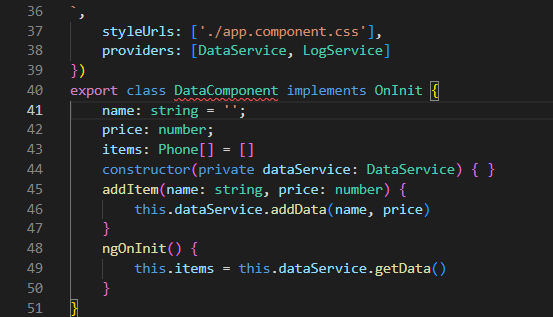 36 `,
37 styleUrls: ['./app.component.css'],
38 providers: [DataService, LogService]
39 })
40 export class DataComponent implements OnInit {
41 name: string = '';
42 price: number;
43 items: Phone[] = []
44 constructor(private dataService: DataService) { }
45 addItem(name: string, price: number) {
46 this.dataService.addData(name, price)
47 }
48 ngOnInit() {
49 this.items = this.dataService.getData()
50 }
51 }